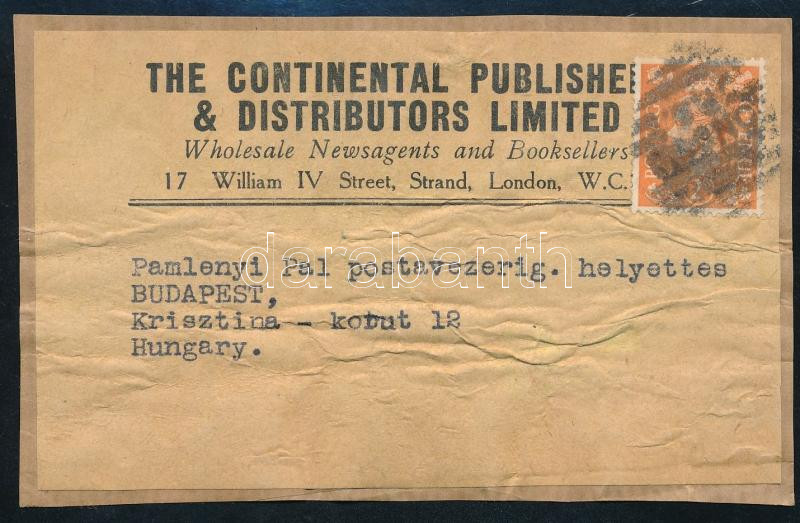 THE CONTINENTAL PUBLISHE
& DISTRIBUTORS LIMITED
Wholesale Newsagents and Booksellers
17 William IV Street, Strand, London, W.C.
darabanth
Pamlenyi Pal postavezerig. helyettes
BUDAPEST,
Krisztina - korut 12
Hungary.